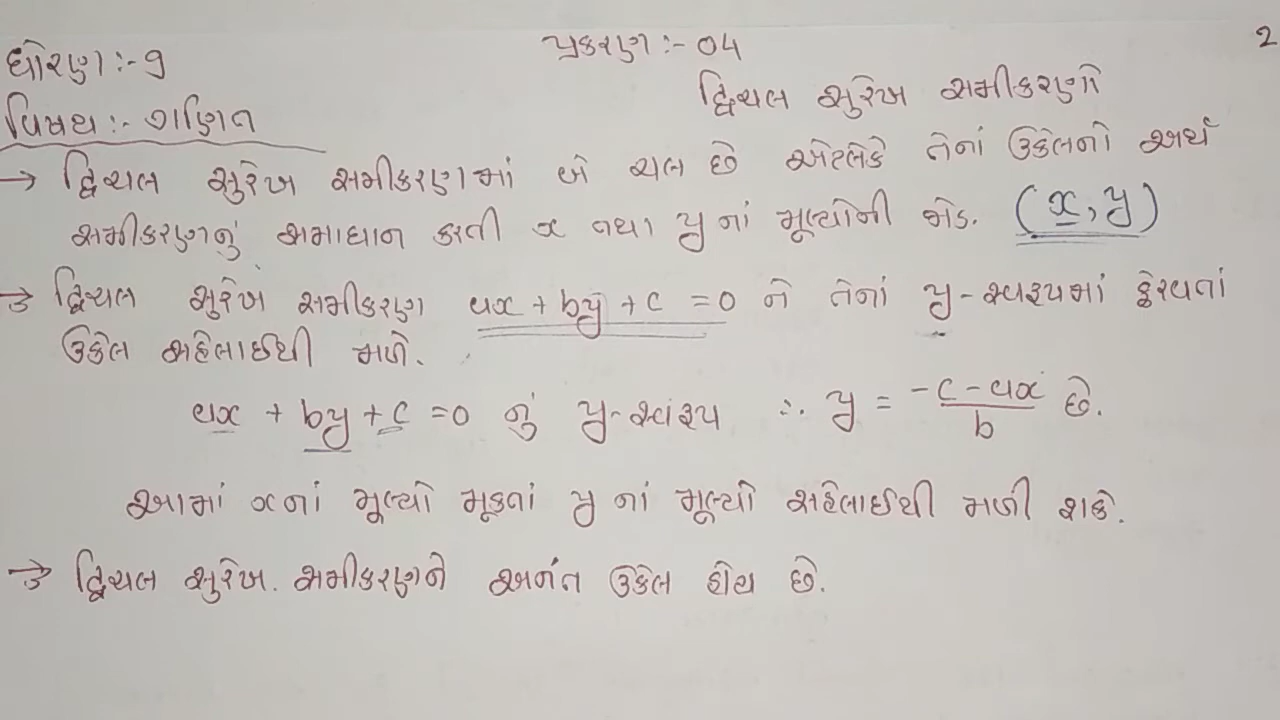 ધોરણ :- 9
પ્રકરણ :- 04
2
વિષય :- ગણિત
દ્વિચલ સુરેખ સમીકરણો
→ દ્વિચલ સુરેખ સમીકરણમાં બે ચલ છે એટલેકે તેનાં ઉકેલનો અર્થ
સમીકરણનું સમાધાન કરતી x તથા y નાં મૂલ્યોની જોડ. (x, y)
→ દ્વિચલ સુરેખ સમીકરણ ax + by + c = 0 ને તેનાં y-સ્વરૂપમાં ફેરવતાં
ઉકેલ સહેલાઈથી મળે.
ax + by + c = 0 નું y-સ્વરૂપ ∴ y = (-c - ax)/b છે.
આમાં x નાં મૂલ્યો મૂકતાં y નાં મૂલ્યો સહેલાઈથી મળી શકે.
→ દ્વિચલ સુરેખ. સમીકરણને અનંત ઉકેલ હોય છે.